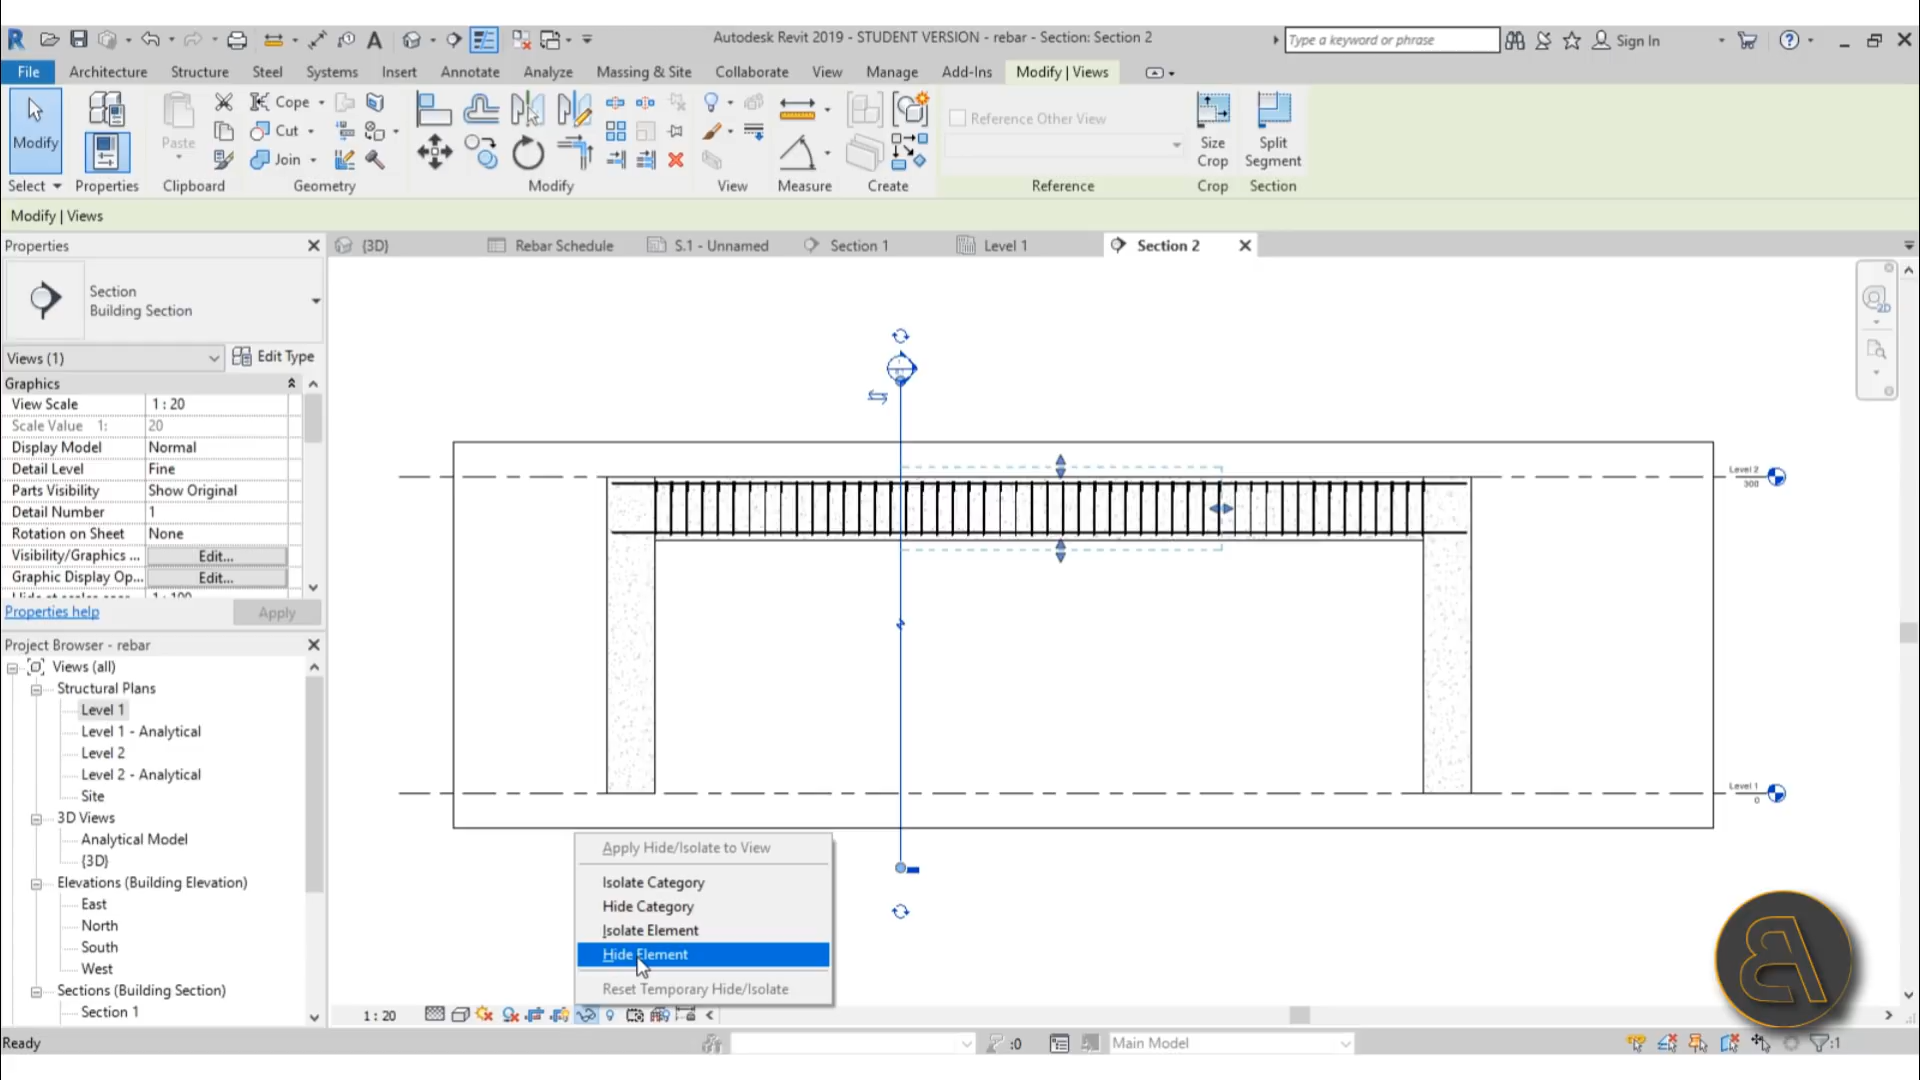 Autodesk Revit 2019 - STUDENT VERSION - rebar - Section: Section 2
Type a keyword or phrase
Sign In
File Architecture Structure Steel Systems Insert Annotate Analyze Massing & Site Collaborate View Manage Add-Ins Modify | Views
Modify
Paste
Cope
Cut
Join
Reference Other View
Size Crop
Split Segment
Select Properties Clipboard Geometry Modify View Measure Create Reference Crop Section
Modify | Views
Properties
{3D} Rebar Schedule S.1 - Unnamed Section 1 Level 1 Section 2
Section
Building Section
Views (1) Edit Type
Graphics
View Scale 1 : 20
Scale Value 1: 20
Display Model Normal
Detail Level Fine
Parts Visibility Show Original
Detail Number 1
Rotation on Sheet None
Visibility/Graphics ... Edit...
Graphic Display Op... Edit...
Properties help Apply
Project Browser - rebar
Views (all)
Structural Plans
Level 1
Level 1 - Analytical
Level 2
Level 2 - Analytical
Site
3D Views
Analytical Model
{3D}
Elevations (Building Elevation)
East
North
South
West
Sections (Building Section)
Section 1
Level 2
300
Level 1
0
Apply Hide/Isolate to View
Isolate Category
Hide Category
Isolate Element
Hide Element
Reset Temporary Hide/Isolate
1 : 20
Ready
:0
Main Model
:1
2D